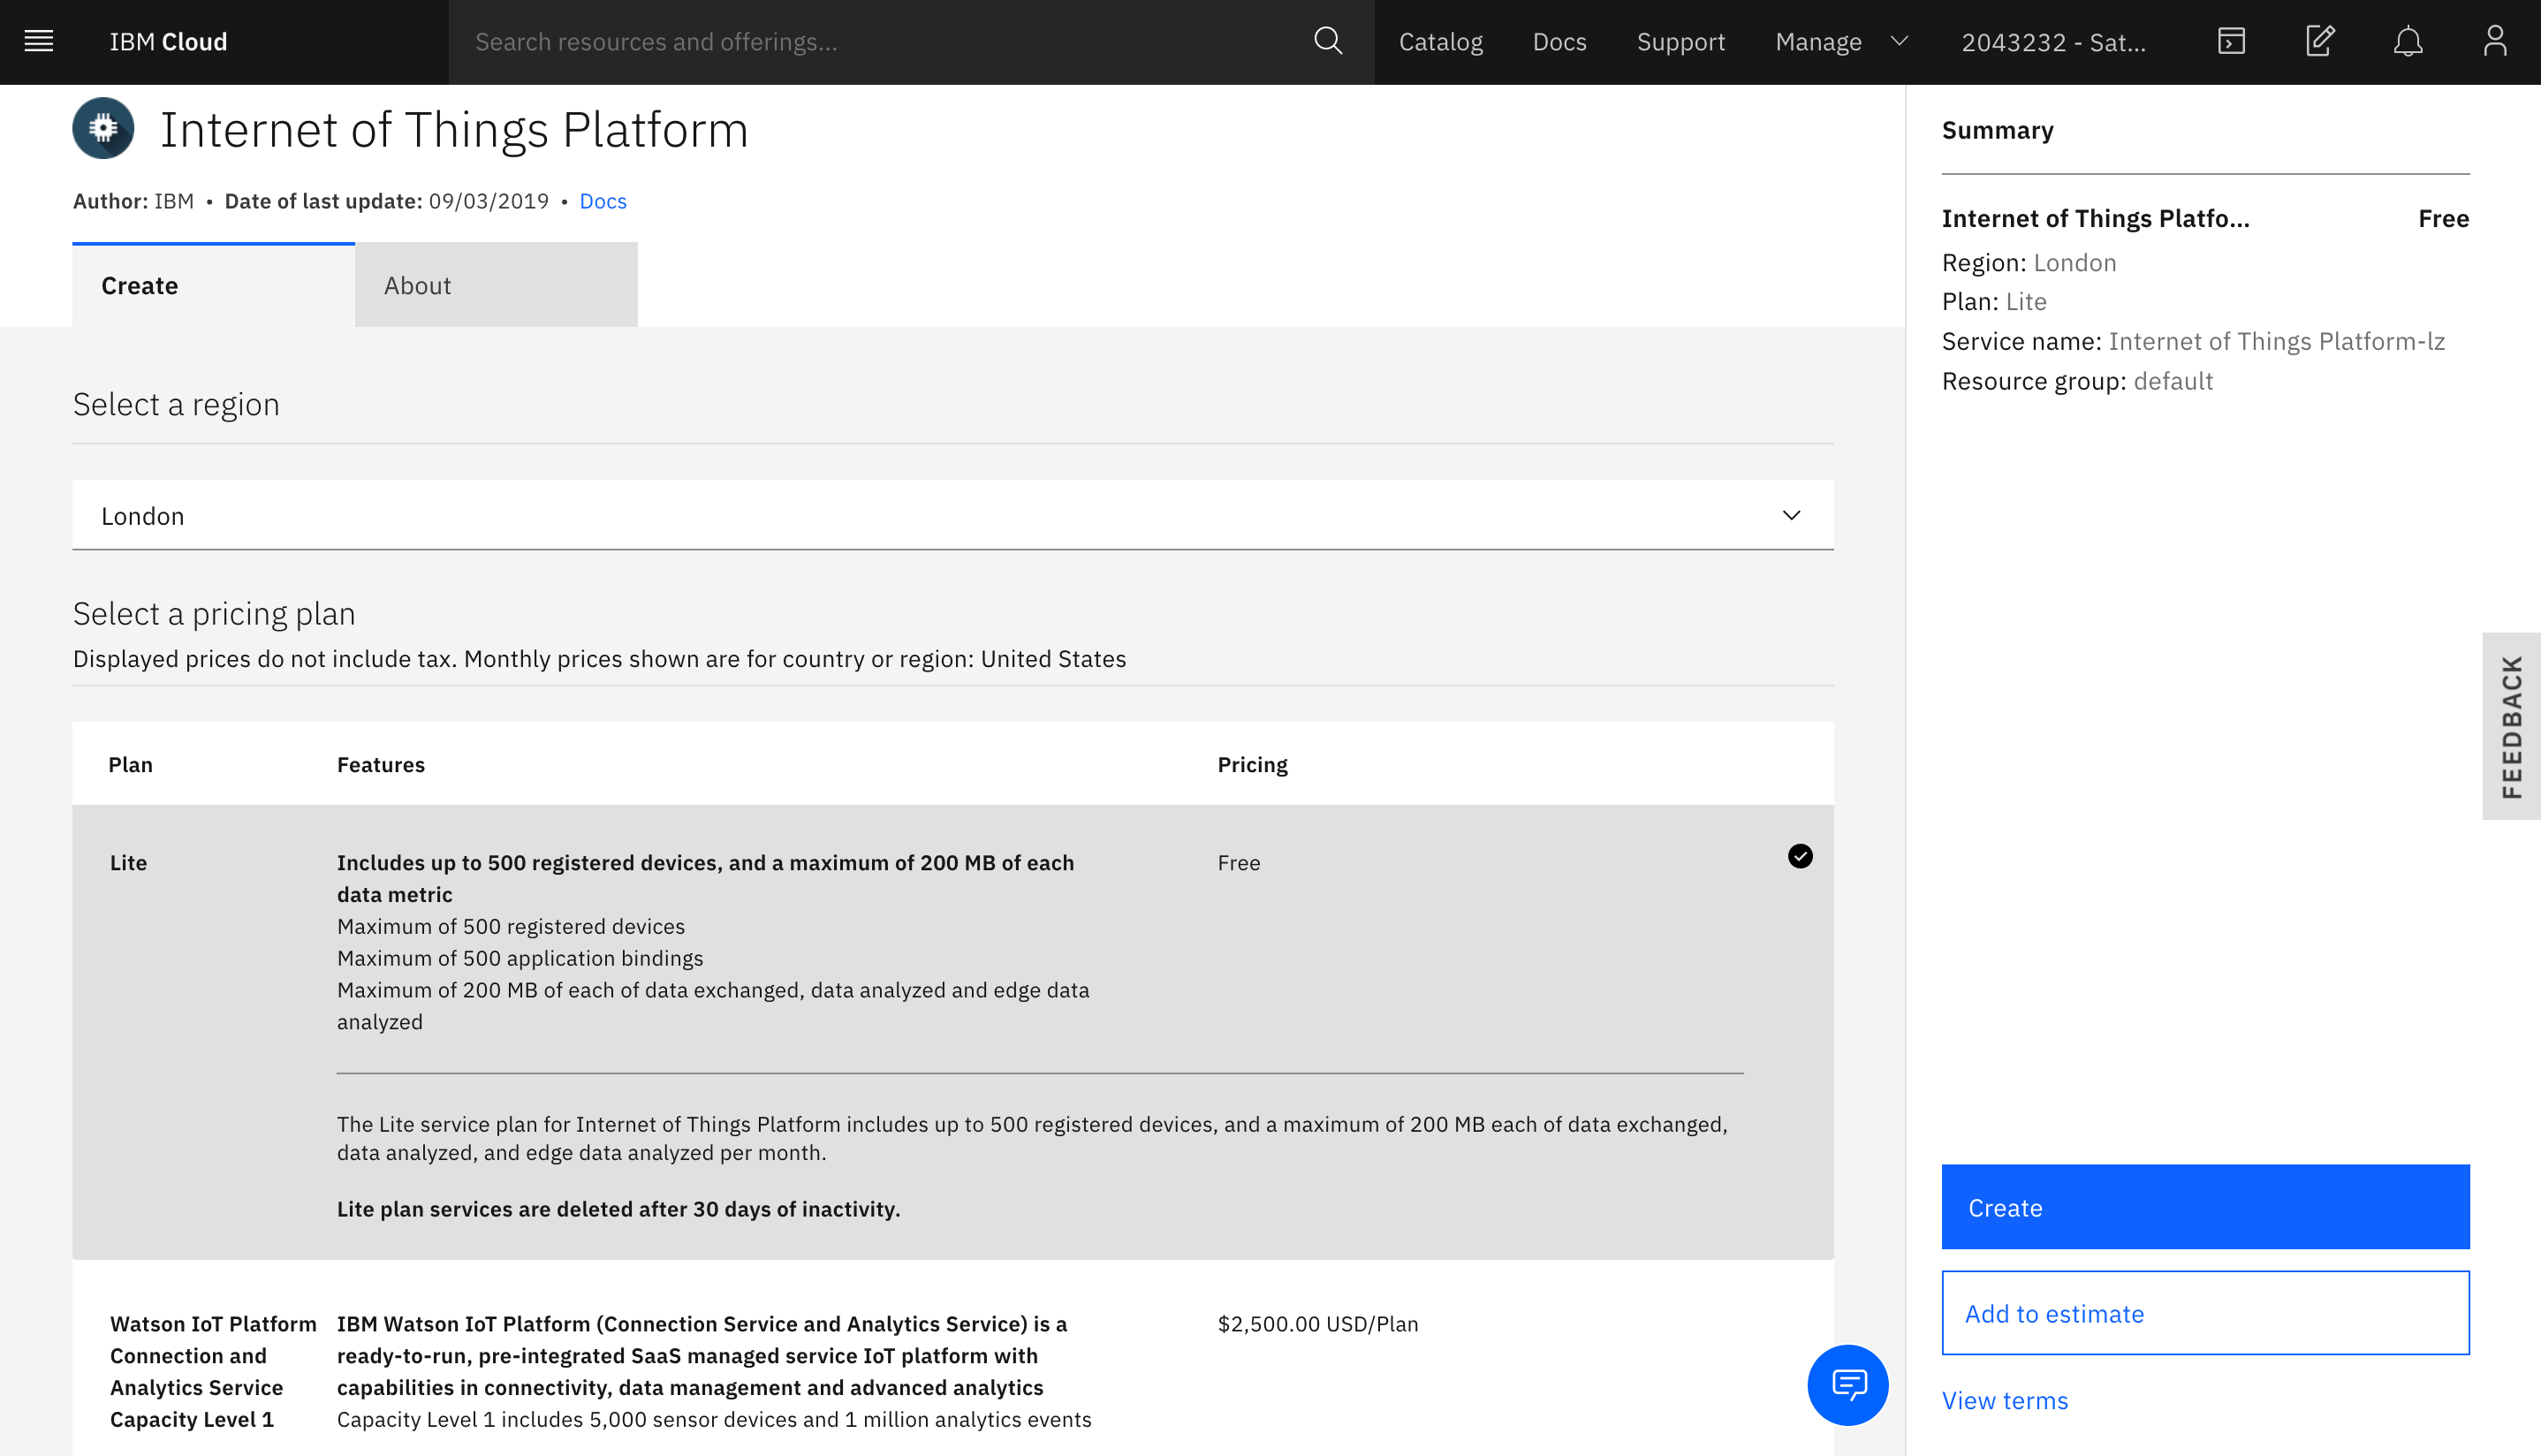 IBM Cloud
Search resources and offerings...
Catalog
Docs
Support
Manage
2043232 - Sat...
Internet of Things Platform
Author: IBM • Date of last update: 09/03/2019 • Docs
Create
About
Select a region
London
Select a pricing plan
Displayed prices do not include tax. Monthly prices shown are for country or region: United States
Plan
Features
Pricing
Lite
Includes up to 500 registered devices, and a maximum of 200 MB of each
data metric
Maximum of 500 registered devices
Maximum of 500 application bindings
Maximum of 200 MB of each of data exchanged, data analyzed and edge data
analyzed
Free
The Lite service plan for Internet of Things Platform includes up to 500 registered devices, and a maximum of 200 MB each of data exchanged,
data analyzed, and edge data analyzed per month.
Lite plan services are deleted after 30 days of inactivity.
Watson IoT Platform
Connection and
Analytics Service
Capacity Level 1
IBM Watson IoT Platform (Connection Service and Analytics Service) is a
ready-to-run, pre-integrated SaaS managed service IoT platform with
capabilities in connectivity, data management and advanced analytics
Capacity Level 1 includes 5,000 sensor devices and 1 million analytics events
$2,500.00 USD/Plan
Summary
Internet of Things Platfo...
Free
Region: London
Plan: Lite
Service name: Internet of Things Platform-lz
Resource group: default
FEEDBACK
Create
Add to estimate
View terms